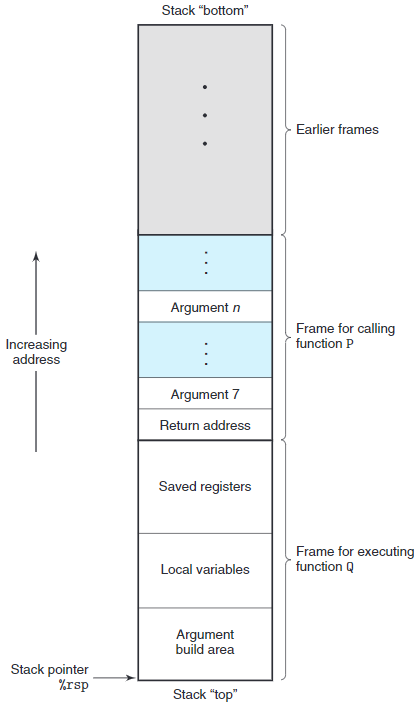 Stack “bottom”
Earlier frames
Argument n
Frame for calling
function P
Increasing
address
Argument 7
Return address
Saved registers
Frame for executing
function Q
Local variables
Argument
build area
Stack pointer
%rsp
Stack “top”